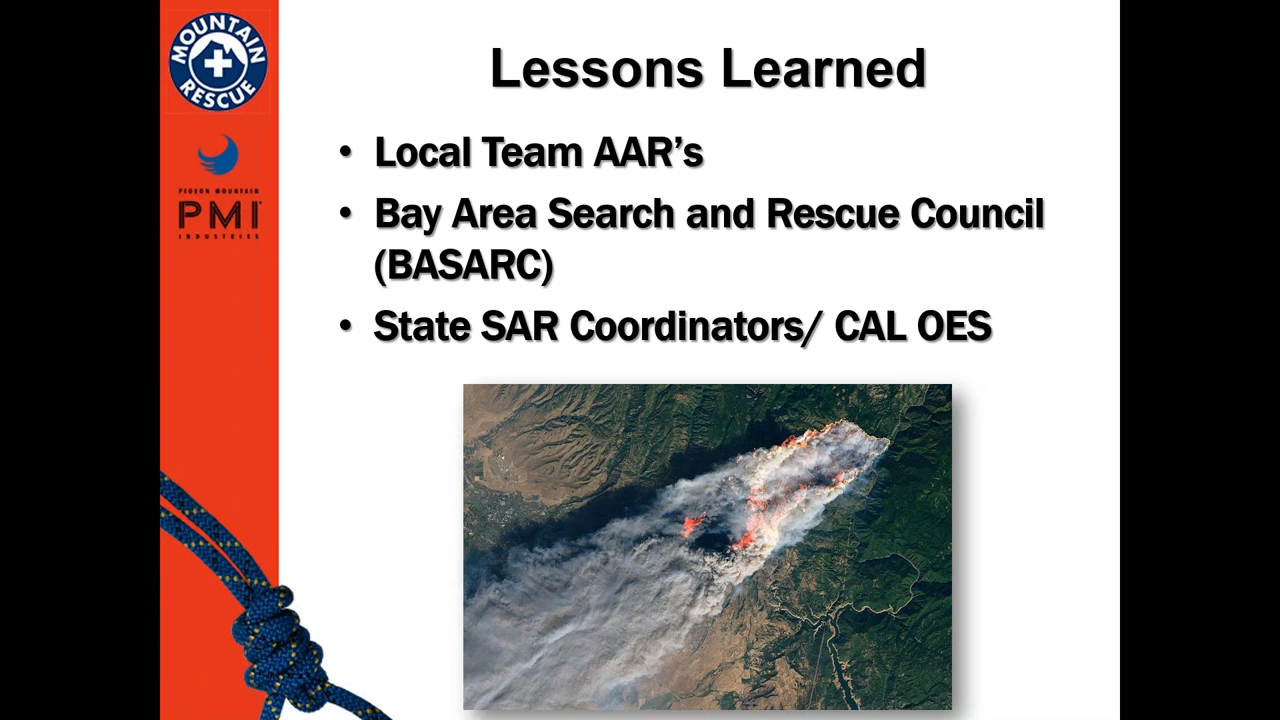 MOUNTAIN
RESCUE
PIGEON MOUNTAIN
PMI
INDUSTRIES
Lessons Learned
• Local Team AAR’s
• Bay Area Search and Rescue Council
(BASARC)
• State SAR Coordinators/ CAL OES